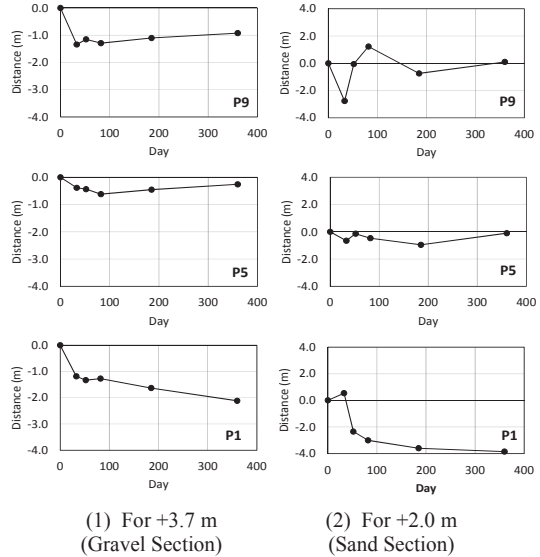 0.0
-1.0
-2.0
-3.0
-4.0
Distance (m)
0 100 200 300 400
Day
P9
4.0
2.0
0.0
-2.0
-4.0
Distance (m)
0 100 200 300 400
Day
P9
0.0
-1.0
-2.0
-3.0
-4.0
Distance (m)
0 100 200 300 400
Day
P5
4.0
2.0
0.0
-2.0
-4.0
Distance (m)
0 100 200 300 400
Day
P5
0.0
-1.0
-2.0
-3.0
-4.0
Distance (m)
0 100 200 300 400
Day
P1
4.0
2.0
0.0
-2.0
-4.0
Distance (m)
0 100 200 300 400
Day
P1
(1) For +3.7 m
(Gravel Section)
(2) For +2.0 m
(Sand Section)